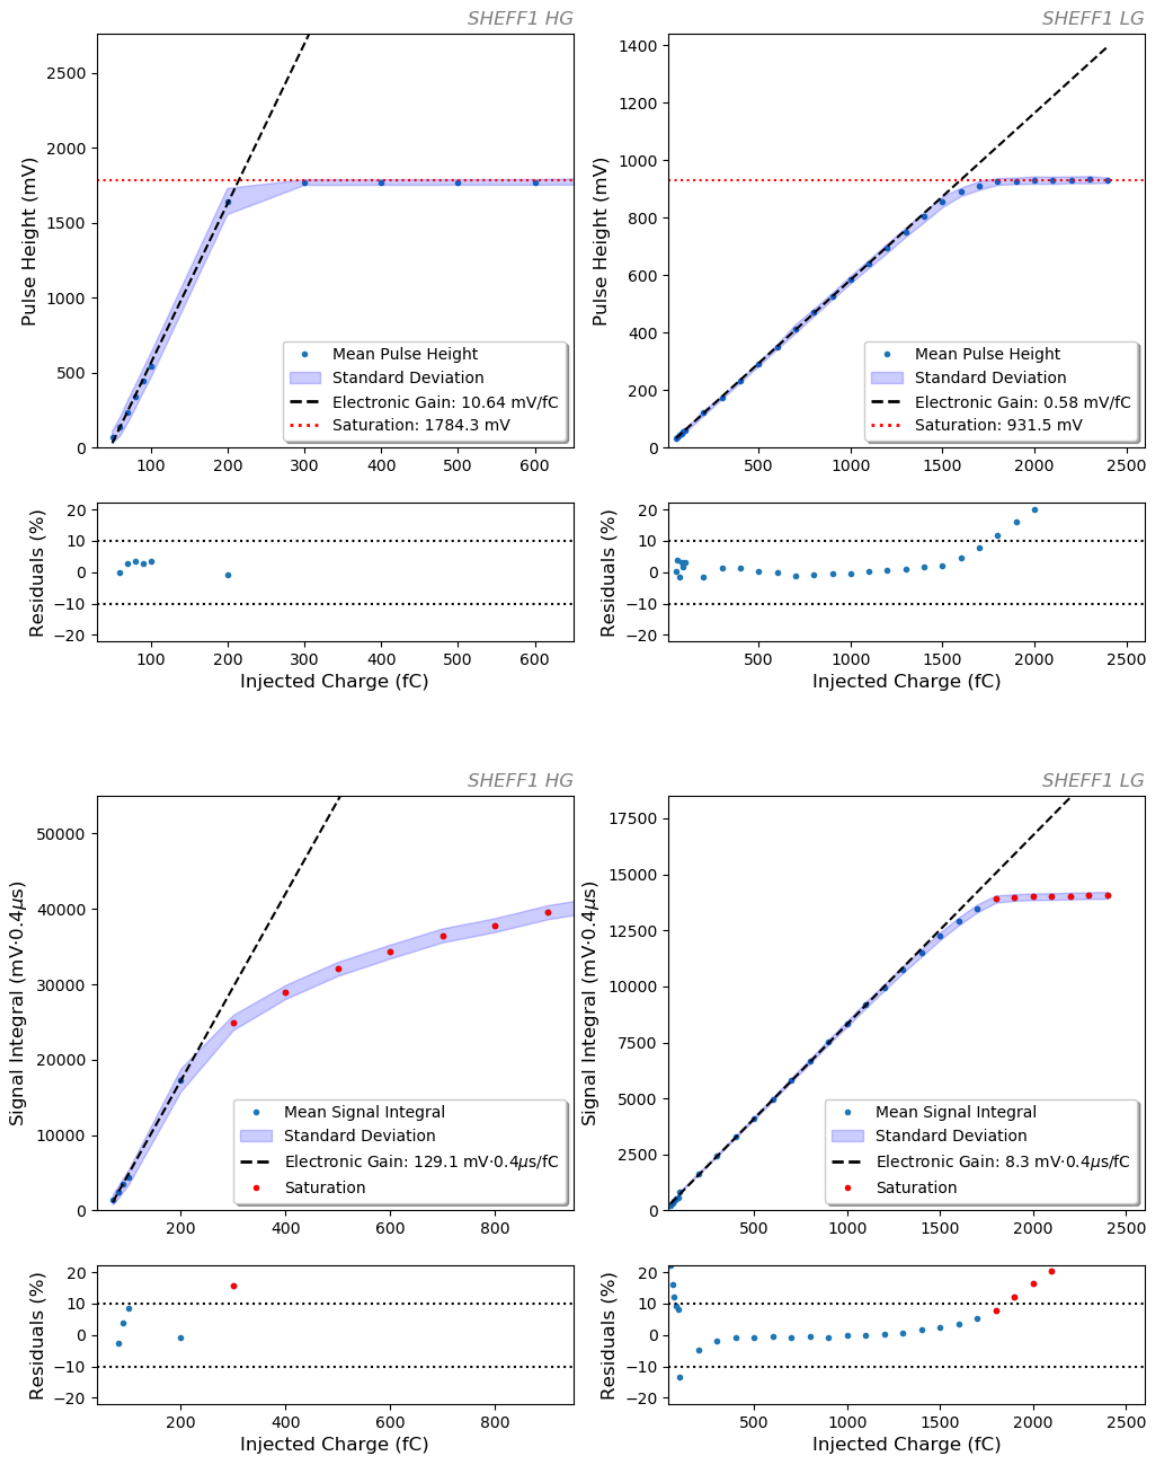 SHEFF1 HG
Pulse Height (mV)
2500
2000
1500
1000
500
0
Mean Pulse Height
Standard Deviation
Electronic Gain: 10.64 mV/fC
Saturation: 1784.3 mV
100 200 300 400 500 600
Residuals (%)
20
10
0
−10
−20
100 200 300 400 500 600
Injected Charge (fC)
SHEFF1 LG
Pulse Height (mV)
1400
1200
1000
800
600
400
200
0
Mean Pulse Height
Standard Deviation
Electronic Gain: 0.58 mV/fC
Saturation: 931.5 mV
500 1000 1500 2000 2500
Residuals (%)
20
10
0
−10
−20
500 1000 1500 2000 2500
Injected Charge (fC)
SHEFF1 HG
Signal Integral (mV·0.4μs)
50000
40000
30000
20000
10000
0
Mean Signal Integral
Standard Deviation
Electronic Gain: 129.1 mV·0.4μs/fC
Saturation
200 400 600 800
Residuals (%)
20
10
0
−10
−20
200 400 600 800
Injected Charge (fC)
SHEFF1 LG
Signal Integral (mV·0.4μs)
17500
15000
12500
10000
7500
5000
2500
0
Mean Signal Integral
Standard Deviation
Electronic Gain: 8.3 mV·0.4μs/fC
Saturation
500 1000 1500 2000 2500
Residuals (%)
20
10
0
−10
−20
500 1000 1500 2000 2500
Injected Charge (fC)